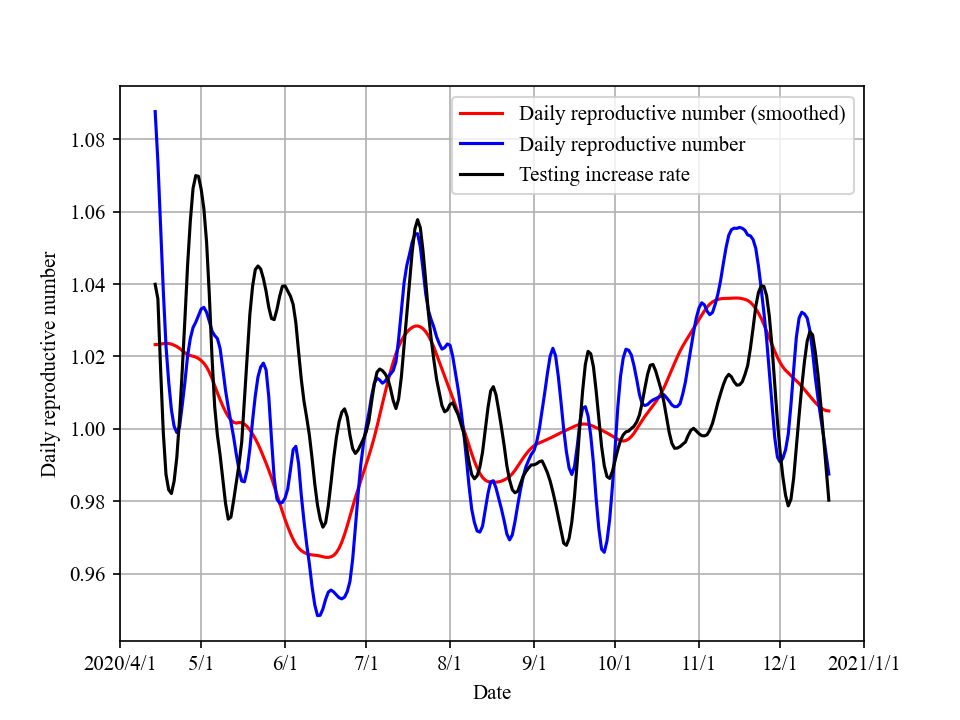 Daily reproductive number (smoothed)
Daily reproductive number
Testing increase rate
1.08
1.06
1.04
1.02
1.00
0.98
0.96
Daily reproductive number
2020/4/1 5/1 6/1 7/1 8/1 9/1 10/1 11/1 12/1 2021/1/1
Date